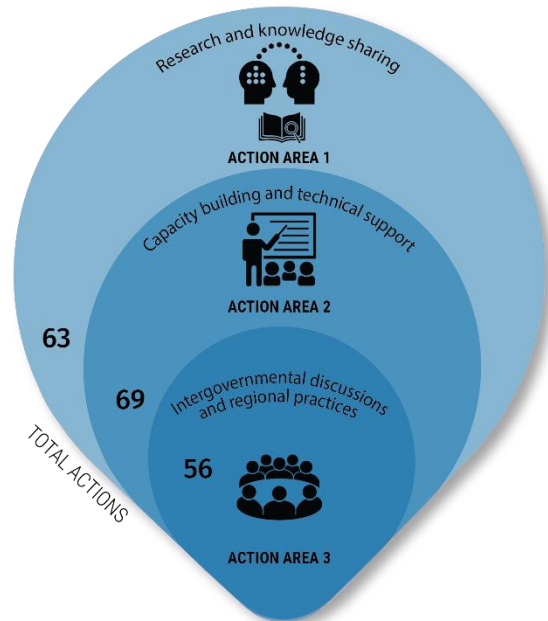 Research and knowledge sharing
ACTION AREA 1
Capacity building and technical support
ACTION AREA 2
63
Intergovernmental discussions
and regional practices
69
56
TOTAL ACTIONS
ACTION AREA 3